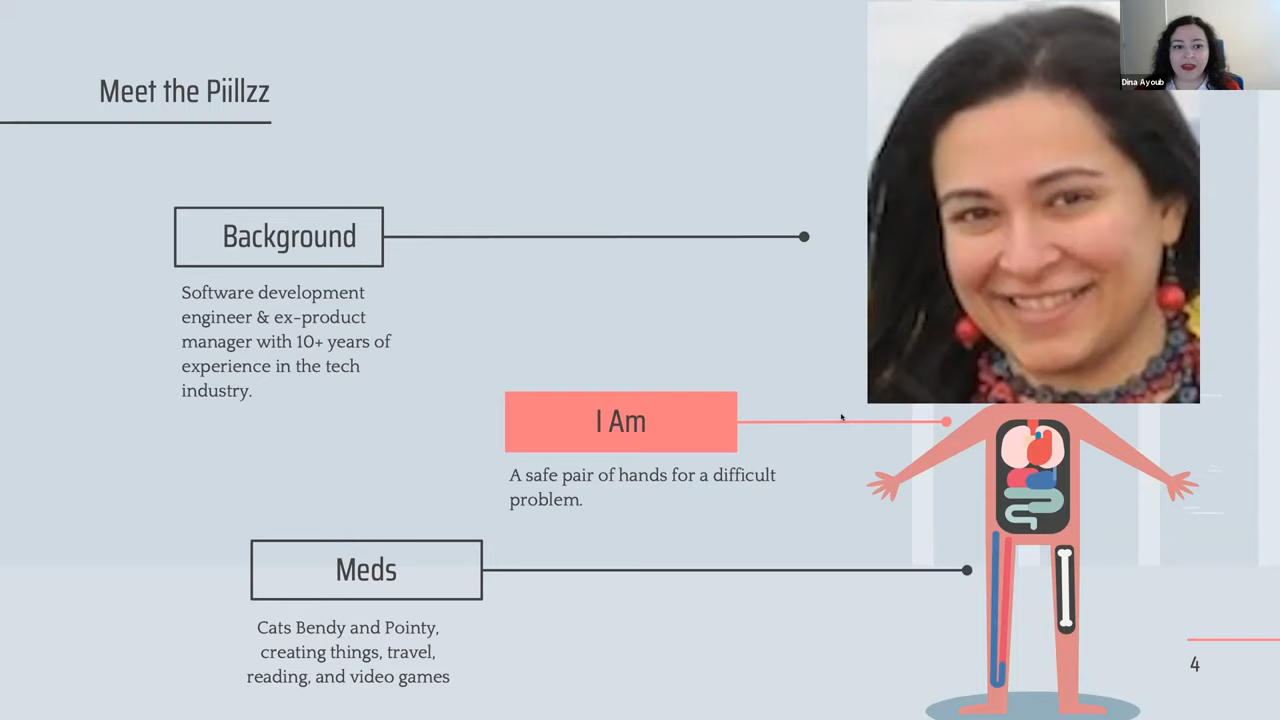 Meet the Piillzz
Dina Ayoub
Background
Software development
engineer & ex-product
manager with 10+ years of
experience in the tech
industry.
I Am
A safe pair of hands for a difficult
problem.
Meds
Cats Bendy and Pointy,
creating things, travel,
reading, and video games
4